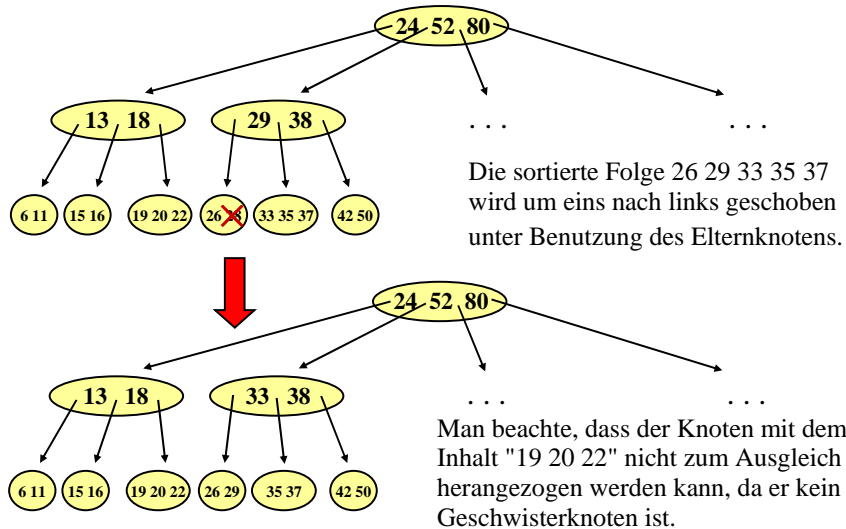 24 52 80
13 18
29 38
. . .
. . .
6 11
15 16
19 20 22
26 28
33 35 37
42 50
Die sortierte Folge 26 29 33 35 37
wird um eins nach links geschoben
unter Benutzung des Elternknotens.
24 52 80
13 18
33 38
. . .
. . .
6 11
15 16
19 20 22
26 29
35 37
42 50
Man beachte, dass der Knoten mit dem
Inhalt "19 20 22" nicht zum Ausgleich
herangezogen werden kann, da er kein
Geschwisterknoten ist.